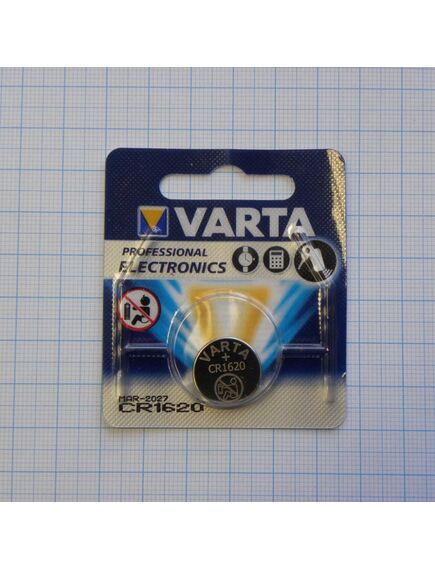 VARTA
PROFESSIONAL
ELECTRONICS
VARTA
+
CR1620
MAR-2027
CR1620